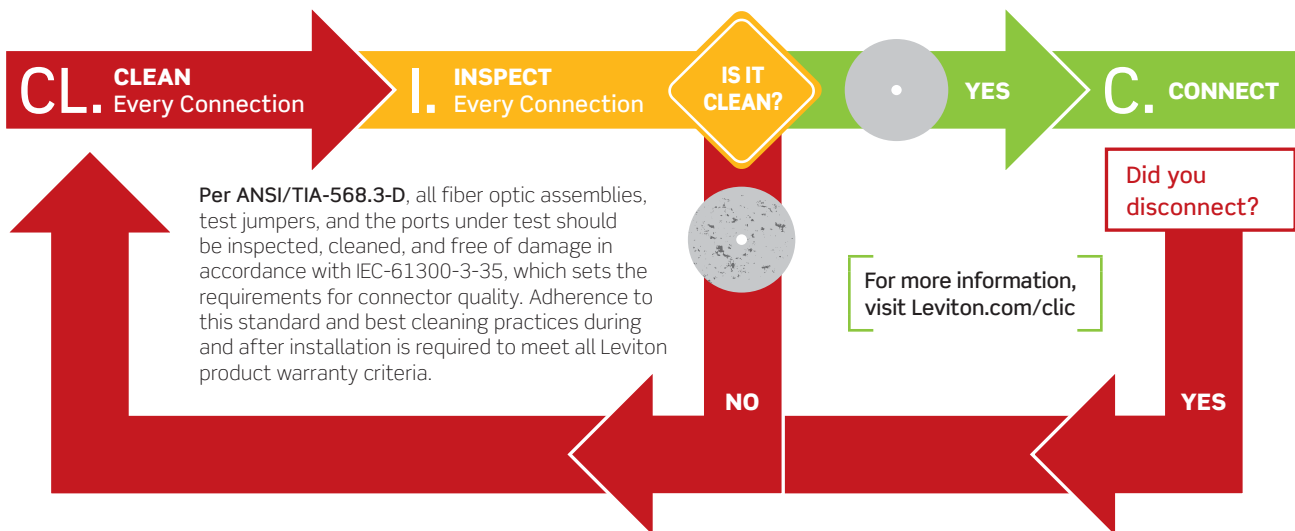 CL. CLEAN
Every Connection
I. INSPECT
Every Connection
IS IT
CLEAN?
YES
C. CONNECT
Per ANSI/TIA-568.3-D, all fiber optic assemblies,
test jumpers, and the ports under test should
be inspected, cleaned, and free of damage in
accordance with IEC-61300-3-35, which sets the
requirements for connector quality. Adherence to
this standard and best cleaning practices during
and after installation is required to meet all Leviton
product warranty criteria.
Did you
disconnect?
For more information,
visit Leviton.com/clic
NO
YES